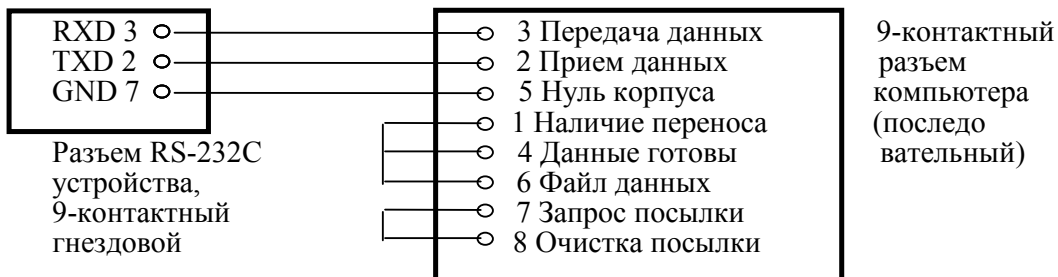 RXD 3
TXD 2
GND 7
Разъем RS-232C
устройства,
9-контактный
гнездовой
3 Передача данных
2 Прием данных
5 Нуль корпуса
1 Наличие переноса
4 Данные готовы
6 Файл данных
7 Запрос посылки
8 Очистка посылки
9-контактный
разъем
компьютера
(последо
вательный)